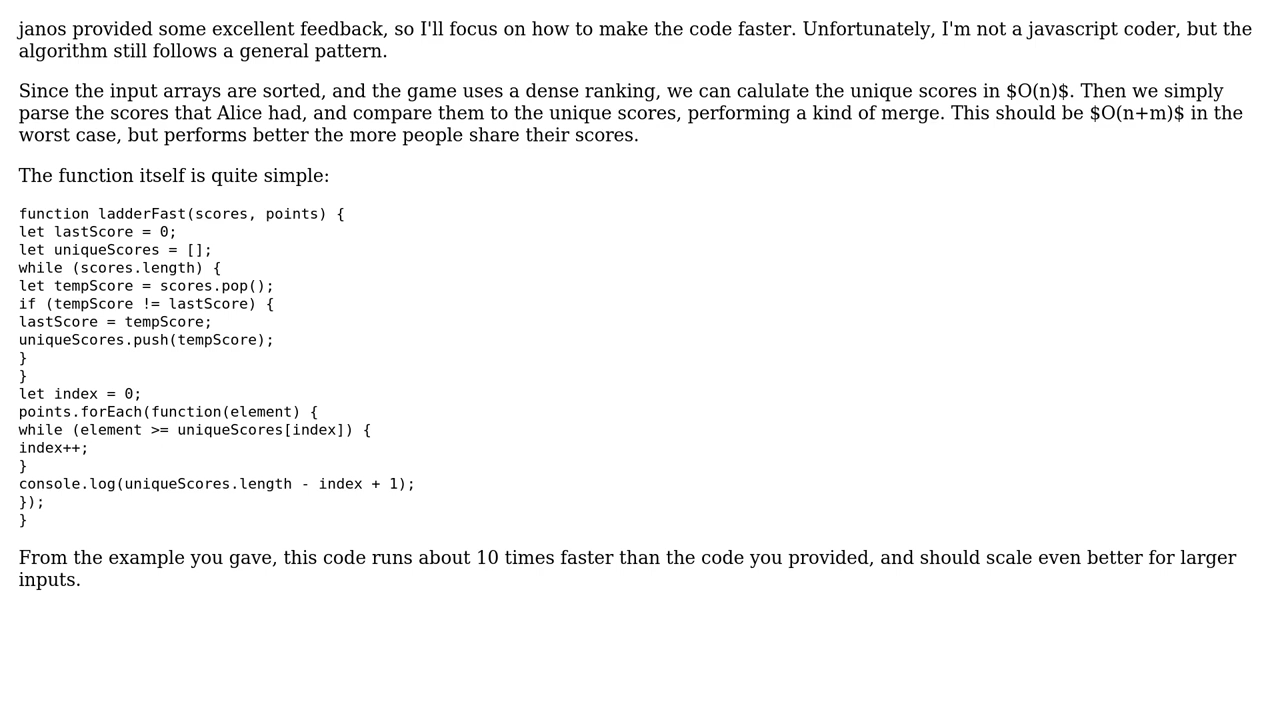 janos provided some excellent feedback, so I'll focus on how to make the code faster. Unfortunately, I'm not a javascript coder, but the
algorithm still follows a general pattern.
Since the input arrays are sorted, and the game uses a dense ranking, we can calulate the unique scores in $O(n)$. Then we simply
parse the scores that Alice had, and compare them to the unique scores, performing a kind of merge. This should be $O(n+m)$ in the
worst case, but performs better the more people share their scores.
The function itself is quite simple:
function ladderFast(scores, points) {
let lastScore = 0;
let uniqueScores = [];
while (scores.length) {
let tempScore = scores.pop();
if (tempScore != lastScore) {
lastScore = tempScore;
uniqueScores.push(tempScore);
}
}
let index = 0;
points.forEach(function(element) {
while (element >= uniqueScores[index]) {
index++;
}
console.log(uniqueScores.length - index + 1);
});
}
From the example you gave, this code runs about 10 times faster than the code you provided, and should scale even better for larger
inputs.